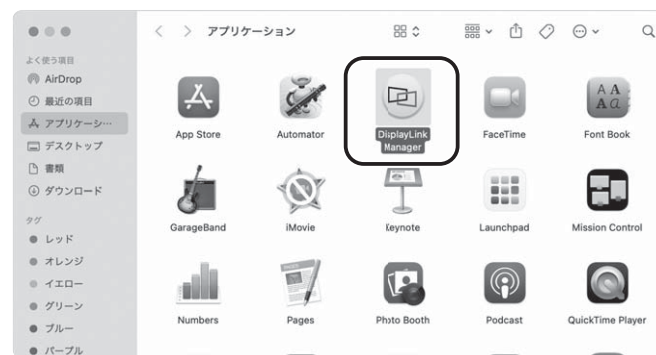 アプリケーション
よく使う項目
AirDrop
最近の項目
アプリケーシ…
デスクトップ
書類
ダウンロード
タグ
レッド
オレンジ
イエロー
グリーン
ブルー
パープル
App Store
Automator
DisplayLink
Manager
FaceTime
Font Book
GarageBand
iMovie
Keynote
Launchpad
Mission Control
Numbers
Pages
Photo Booth
Podcast
QuickTime Player